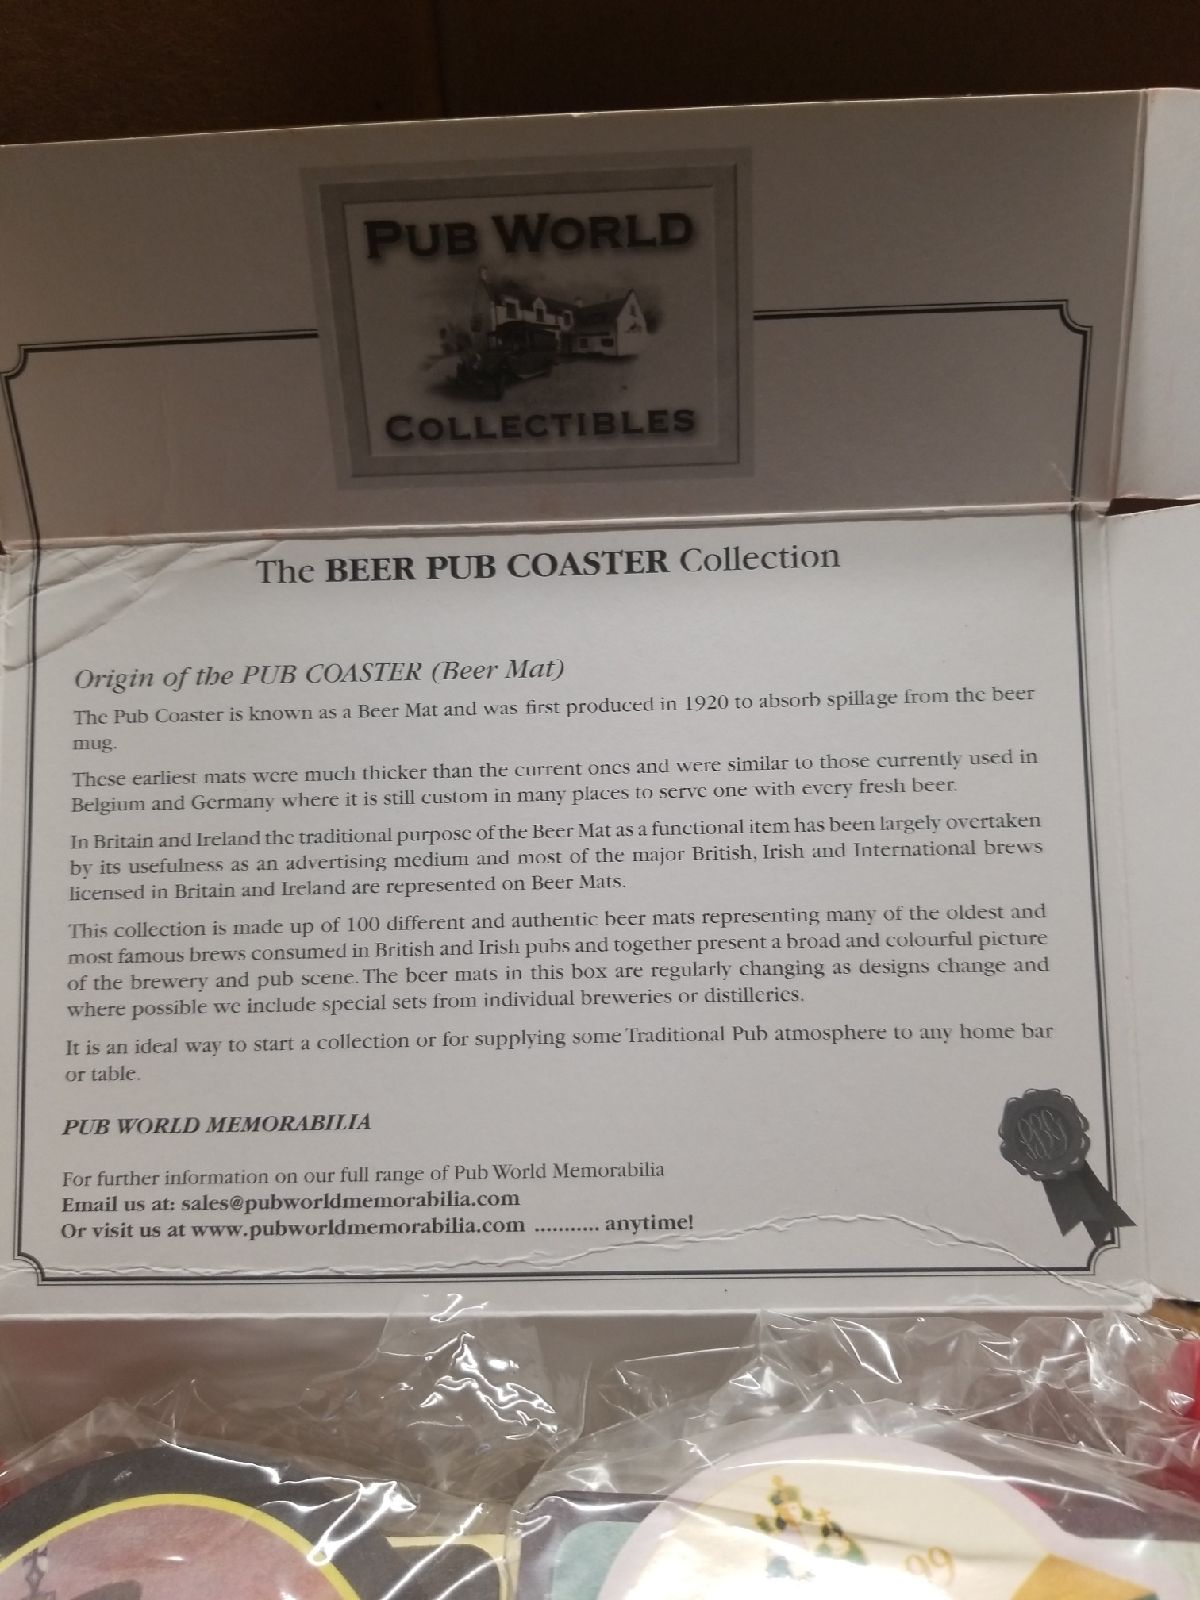 PUB WORLD
COLLECTIBLES
The BEER PUB COASTER Collection
Origin of the PUB COASTER (Beer Mat)
The Pub Coaster is known as a Beer Mat and was first produced in 1920 to absorb spillage from the beer
mug.
These earliest mats were much thicker than the current ones and were similar to those currently used in
Belgium and Germany where it is still custom in many places to serve one with every fresh beer.
In Britain and Ireland the traditional purpose of the Beer Mat as a functional item has been largely overtaken
by its usefulness as an advertising medium and most of the major British, Irish and International brews
licensed in Britain and Ireland are represented on Beer Mats.
This collection is made up of 100 different and authentic beer mats representing many of the oldest and
most famous brews consumed in British and Irish pubs and together present a broad and colourful picture
of the brewery and pub scene. The beer mats in this box are regularly changing as designs change and
where possible we include special sets from individual breweries or distilleries.
It is an ideal way to start a collection or for supplying some Traditional Pub atmosphere to any home bar
or table.
PUB WORLD MEMORABILIA
For further information on our full range of Pub World Memorabilia
Email us at: sales@pubworldmemorabilia.com
Or visit us at www.pubworldmemorabilia.com ........... anytime!
99